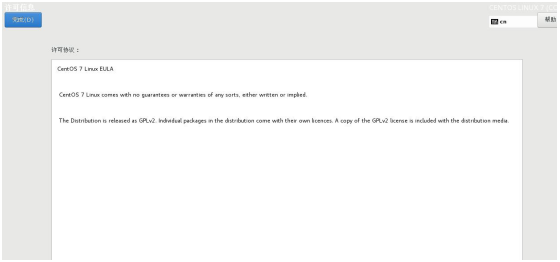 许可信息
CENTOS LINUX 7 安装
完成(D)
cn
帮助
许可协议：
CentOS 7 Linux EULA
CentOS 7 Linux comes with no guarantees or warranties of any sorts, either written or implied.
The Distribution is released as GPLv2. Individual packages in the distribution come with their own licences. A copy of the GPLv2 license is included with the distribution media.